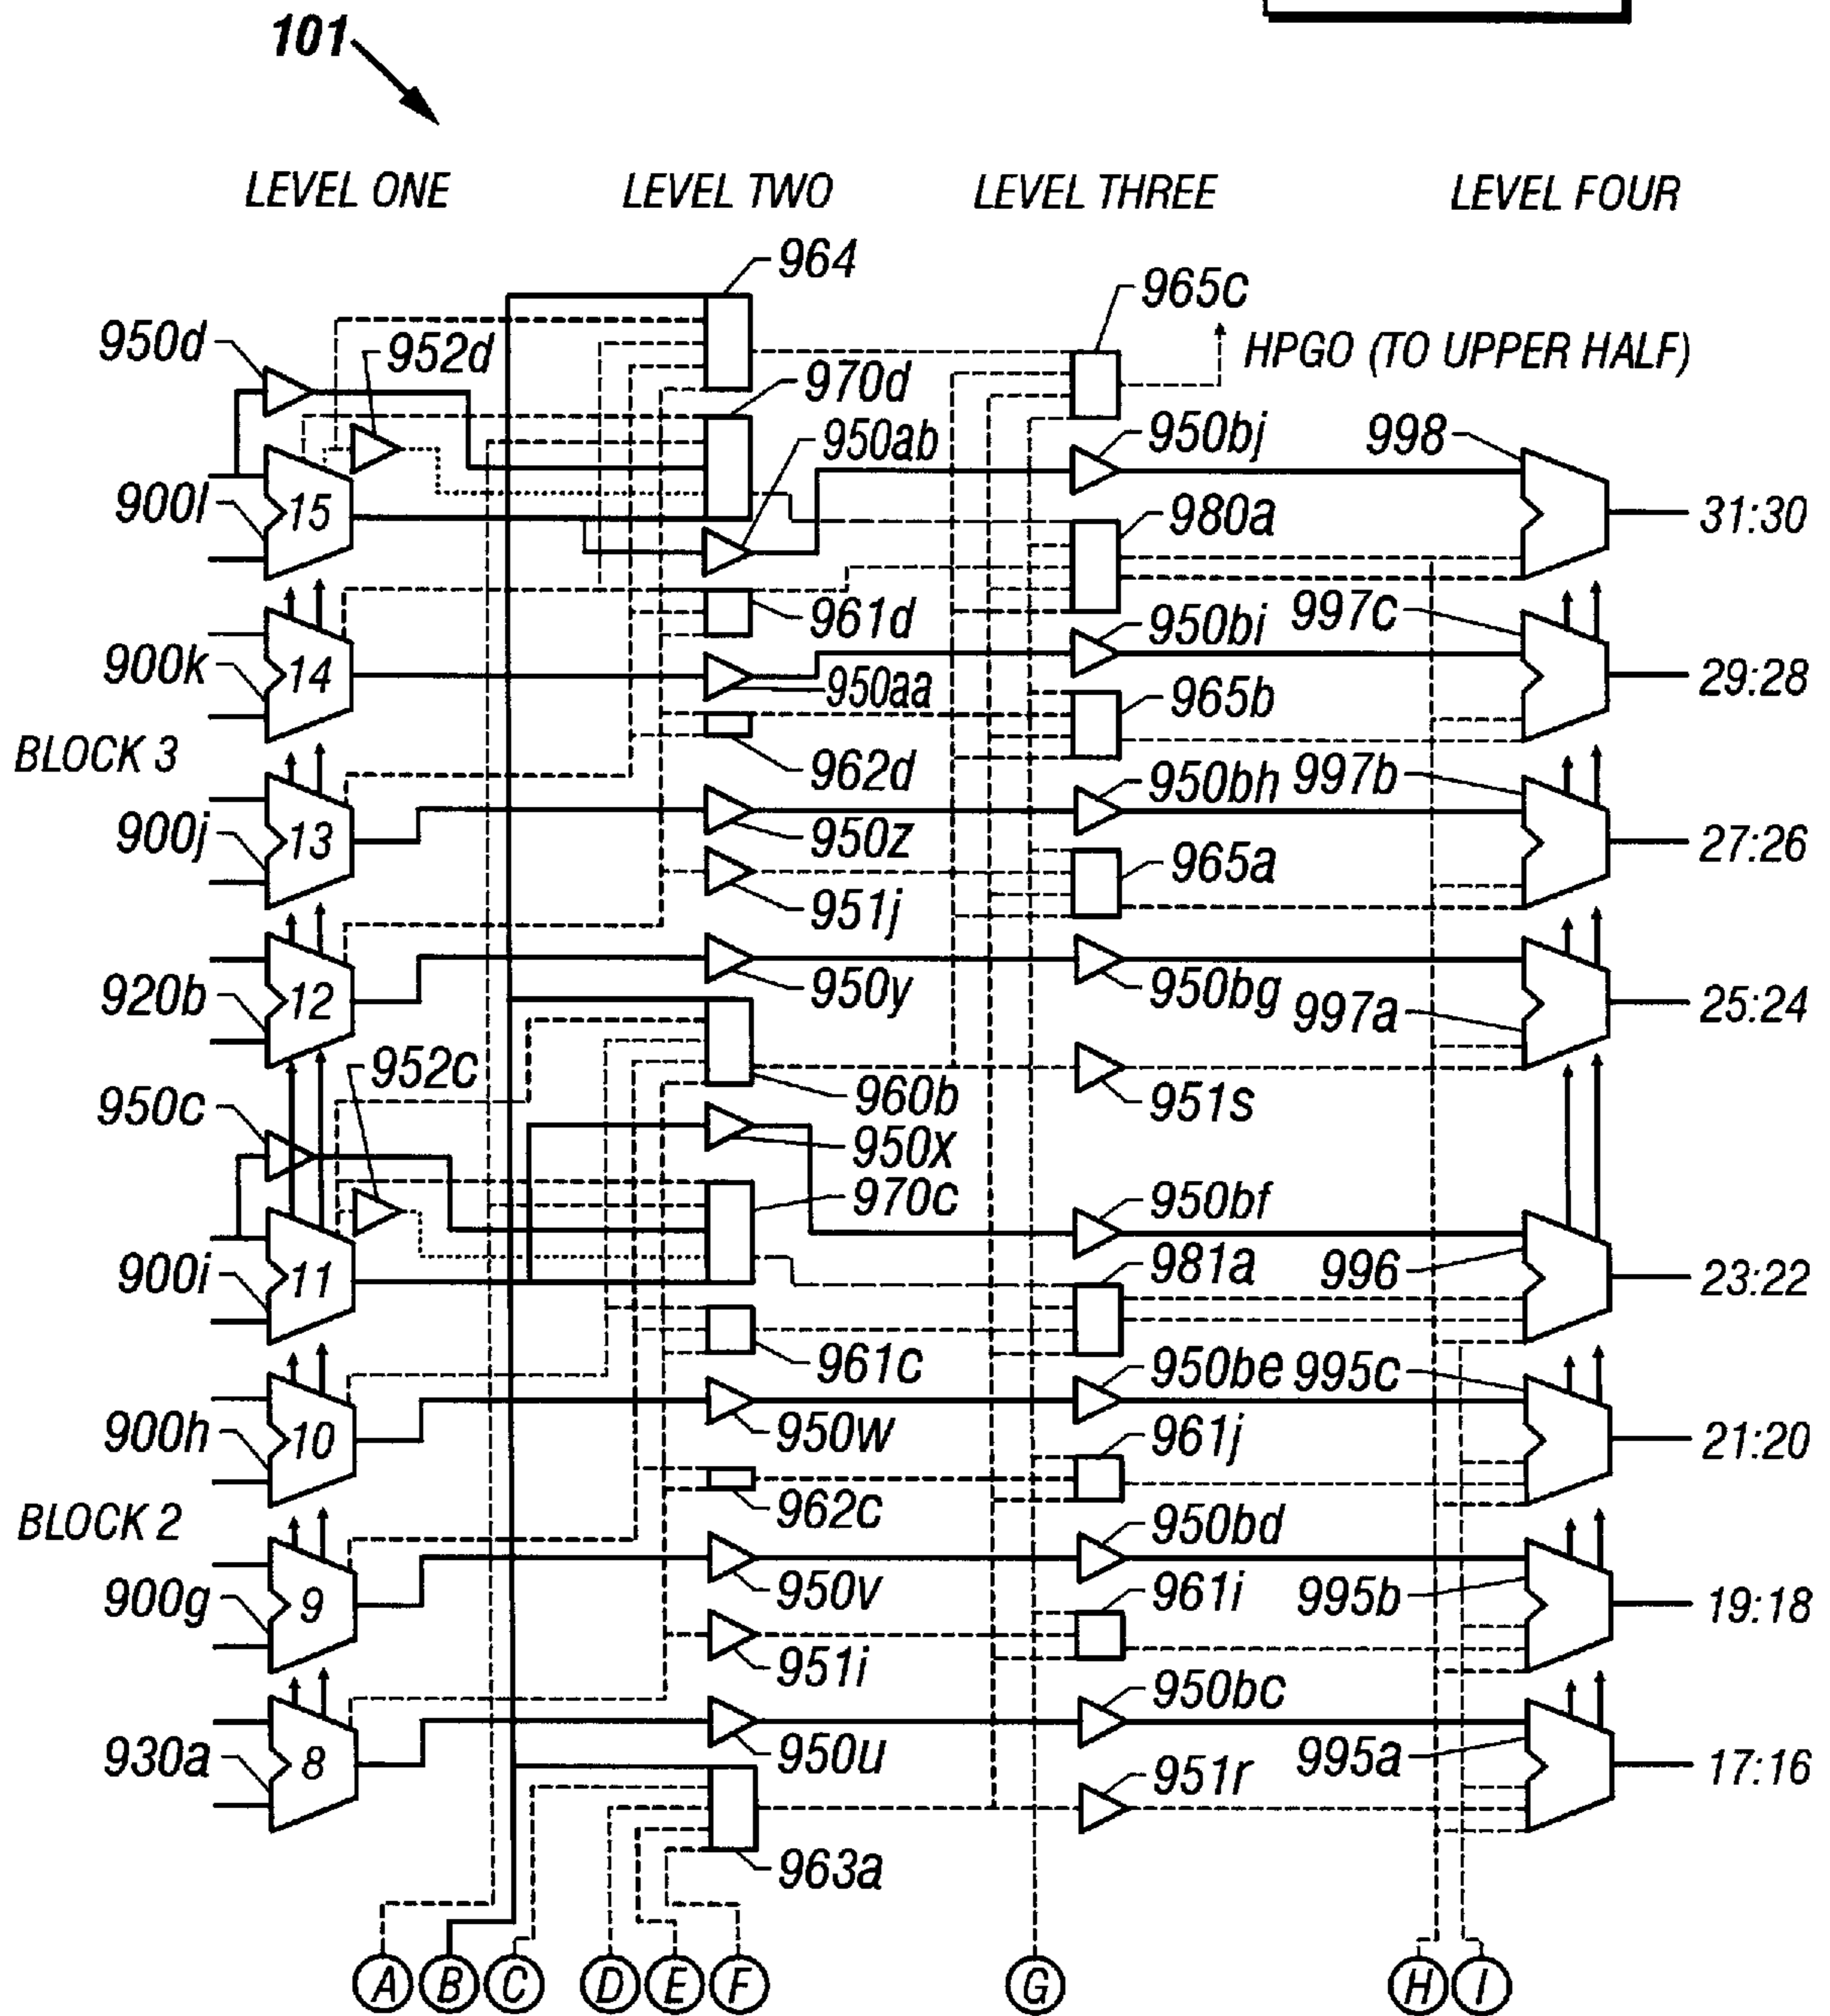 101
LEVEL ONE LEVEL TWO LEVEL THREE LEVEL FOUR
964
965c
950d
952d
HPGO (TO UPPER HALF)
970d
950ab
950bj
998
900l
15
980a
31:30
961d
997c
950bi
900k
14
950aa
965b
29:28
BLOCK 3
962d
950bh
997b
900j
13
950z
965a
27:26
951j
920b
12
950y
950bg
997a
25:24
952c
950c
960b
951s
950x
970c
950bf
900i
11
981a
996
23:22
961c
950be
995c
900h
10
950w
961j
21:20
BLOCK 2
962c
950bd
900g
9
950v
961i
995b
19:18
951i
950bc
930a
8
950u
995a
17:16
951r
963a
A B C D E F G H I